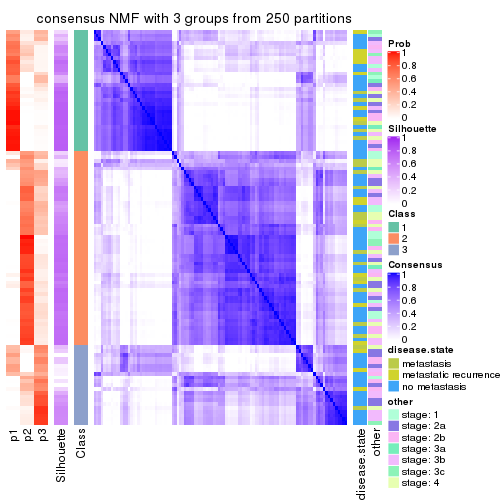 consensus NMF with 3 groups from 250 partitions
Prob
1
0.8
0.6
0.4
0.2
0
Silhouette
1
0.8
0.6
0.4
0.2
0
Class
1
2
3
Consensus
1
0.8
0.6
0.4
0.2
0
disease.state
metastasis
metastatic recurrence
no metastasis
other
stage: 1
stage: 2a
stage: 2b
stage: 3a
stage: 3b
stage: 3c
stage: 4
p1
p2
p3
Silhouette
Class
disease.state
other